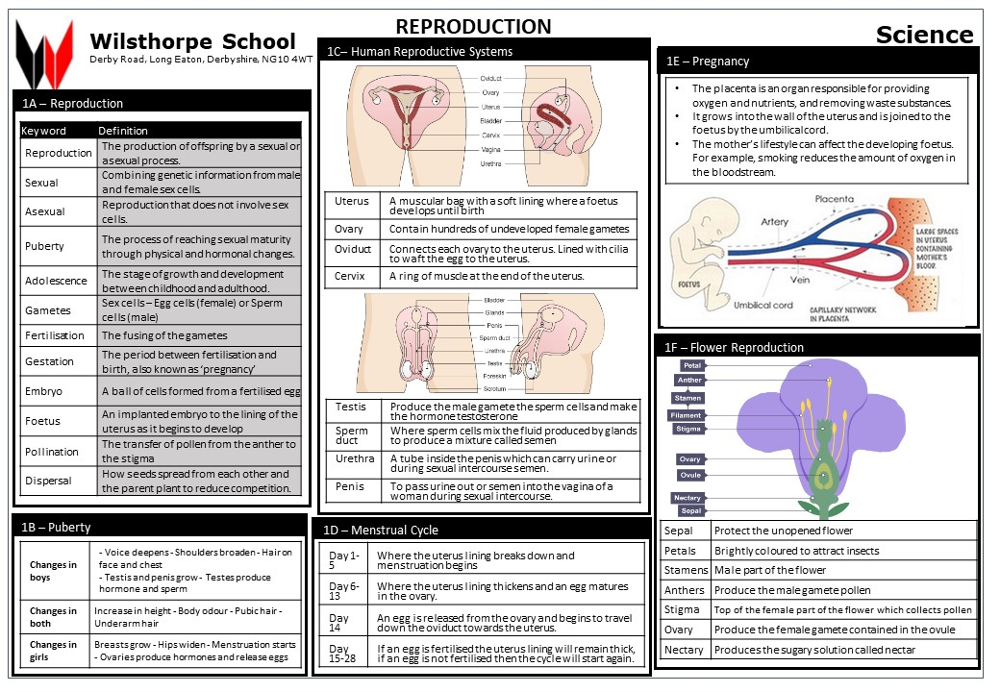 REPRODUCTION
Wilsthorpe School
Derby Road, Long Eaton, Derbyshire, NG10 4WT
Science
1A – Reproduction
Key word Definition
Reproduction The production of offspring by a sexual or
asexual process.
Sexual Combining genetic information from male
and female sex cells.
Asexual Reproduction that does not involve sex
cells.
Puberty The process of reaching sexual maturity
through physical and hormonal changes.
Adolescence The stage of growth and development
between childhood and adulthood.
Gametes Sex cells – Egg cells (female) or Sperm
cells (male)
Fertilisation The fusing of the gametes
Gestation The period between fertilisation and
birth, also known as ‘pregnancy’
Embryo A ball of cells formed from a fertilised egg
Foetus An implanted embryo to the lining of the
uterus as it begins to develop
Pollination The transfer of pollen from the anther to
the stigma
Dispersal How seeds spread from each other and
the parent plant to reduce competition.
1B – Puberty
Changes in
boys
- Voice deepens - Shoulders broaden - Hair on
face and chest
- Testis and penis grow - Testes produce
hormone and sperm
Changes in
both
Increase in height - Body odour - Pubic hair -
Underarm hair
Changes in
girls
Breasts grow - Hips widen - Menstruation starts
- Ovaries produce hormones and release eggs
1C– Human Reproductive Systems
Oviduct
Ovary
Uterus
Bladder
Cervix
Vagina
Urethra
Uterus A muscular bag with a soft lining where a foetus
develops until birth
Ovary Contain hundreds of undeveloped female gametes
Oviduct Connects each ovary to the uterus. Lined with cilia
to waft the egg to the uterus.
Cervix A ring of muscle at the end of the uterus.
Bladder
Glands
Penis
Sperm duct
Urethra
Testis
Foreskin
Scrotum
Testis Produce the male gamete the sperm cells and make
the hormone testosterone
Sperm
duct
Where sperm cells mix the fluid produced by glands
to produce a mixture called semen
Urethra A tube inside the penis which can carry urine or
during sexual intercourse semen.
Penis To pass urine out or semen into the vagina of a
woman during sexual intercourse.
1D – Menstrual Cycle
Day 1-
5
Where the uterus lining breaks down and
menstruation begins
Day 6-
13
Where the uterus lining thickens and an egg matures
in the ovary.
Day
14
An egg is released from the ovary and begins to travel
down the oviduct towards the uterus.
Day
15-28
If an egg is fertilised the uterus lining will remain thick,
if an egg is not fertilised then the cycle will start again.
1E – Pregnancy
• The placenta is an organ responsible for providing
oxygen and nutrients, and removing waste substances.
• It grows into the wall of the uterus and is joined to the
foetus by the umbilical cord.
• The mother's lifestyle can affect the developing foetus.
For example, smoking reduces the amount of oxygen in
the bloodstream.
Placenta
Artery
LARGE SPACES
IN UTERUS
CONTAINING
MOTHER'S
BLOOD.
Vein
FOETUS
Umbilical cord
CAPILLARY NETWORK
IN PLACENTA
1F – Flower Reproduction
Petal
Anther
Stamen
Filament
Stigma
Ovary
Ovule
Nectary
Sepal
Sepal Protect the unopened flower
Petals Brightly coloured to attract insects
Stamens Male part of the flower
Anthers Produce the male gamete pollen
Stigma Top of the female part of the flower which collects pollen
Ovary Produce the female gamete contained in the ovule
Nectary Produces the sugary solution called nectar